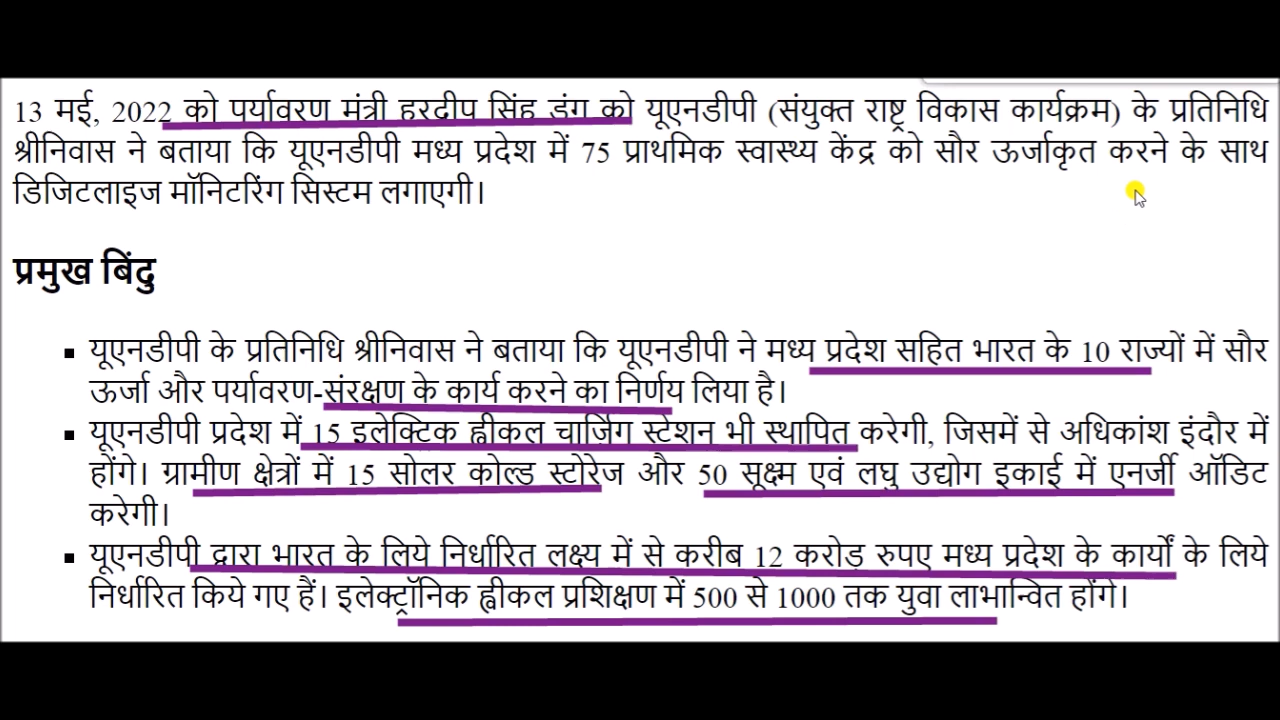 13 मई, 2022 को पर्यावरण मंत्री हरदीप सिंह डंग को यूएनडीपी (संयुक्त राष्ट्र विकास कार्यक्रम) के प्रतिनिधि
श्रीनिवास ने बताया कि यूएनडीपी मध्य प्रदेश में 75 प्राथमिक स्वास्थ्य केंद्र को सौर ऊर्जाकृत करने के साथ
डिजिटलाइज मॉनिटरिंग सिस्टम लगाएगी।
प्रमुख बिंदु
▪ यूएनडीपी के प्रतिनिधि श्रीनिवास ने बताया कि यूएनडीपी ने मध्य प्रदेश सहित भारत के 10 राज्यों में सौर
ऊर्जा और पर्यावरण-संरक्षण के कार्य करने का निर्णय लिया है।
▪ यूएनडीपी प्रदेश में 15 इलेक्टिक ह्वीकल चार्ज़िंग स्टेशन भी स्थापित करेगी, जिसमें से अधिकांश इंदौर में
होंगे। ग्रामीण क्षेत्रों में 15 सोलर कोल्ड स्टोरेज और 50 सूक्ष्म एवं लघु उद्योग इकाई में एनर्जी ऑडिट
करेगी।
▪ यूएनडीपी द्वारा भारत के लिये निर्धारित लक्ष्य में से करीब 12 करोड़ रुपए मध्य प्रदेश के कार्यों के लिये
निर्धारित किये गए हैं। इलेक्ट्रॉनिक ह्वीकल प्रशिक्षण में 500 से 1000 तक युवा लाभान्वित होंगे।